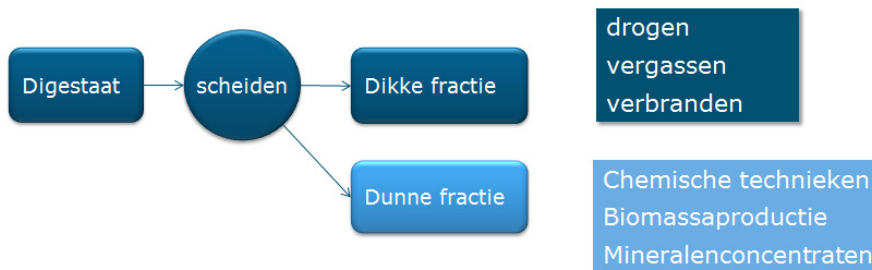 Digestaat
scheiden
Dikke fractie
Dunne fractie
drogen
vergassen
verbranden
Chemische technieken
Biomassaproductie
Mineralenconcentraten